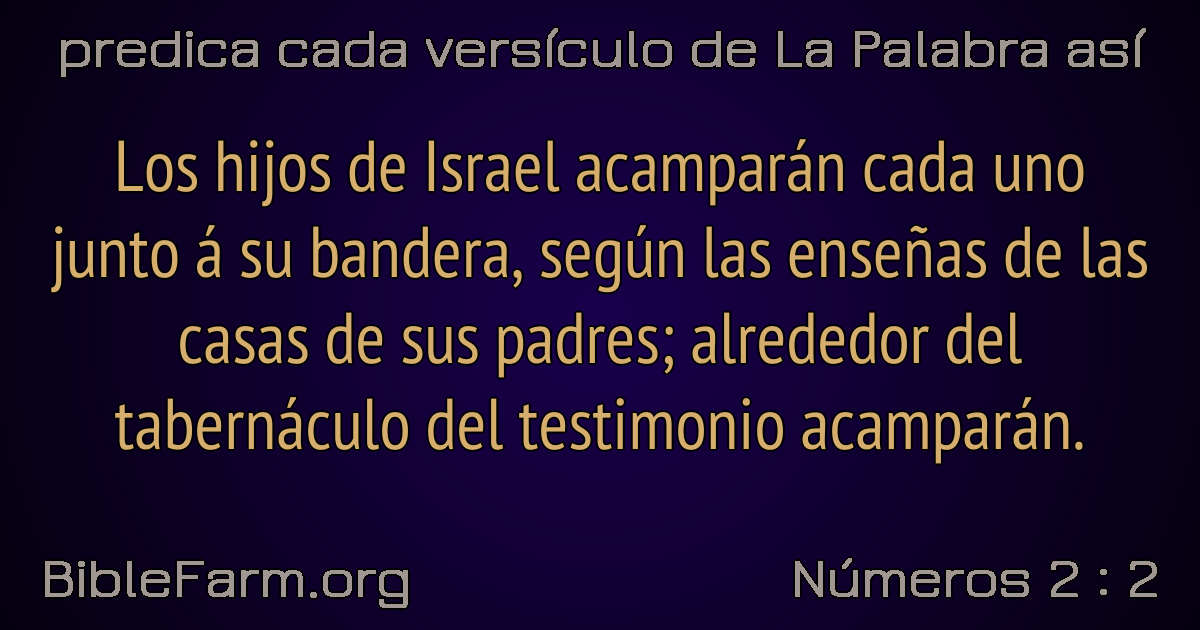 predica cada versículo de La Palabra así
Los hijos de Israel acamparán cada uno
junto á su bandera, según las enseñas de las
casas de sus padres; alrededor del
tabernáculo del testimonio acamparán.
BibleFarm.org
Números 2 : 2